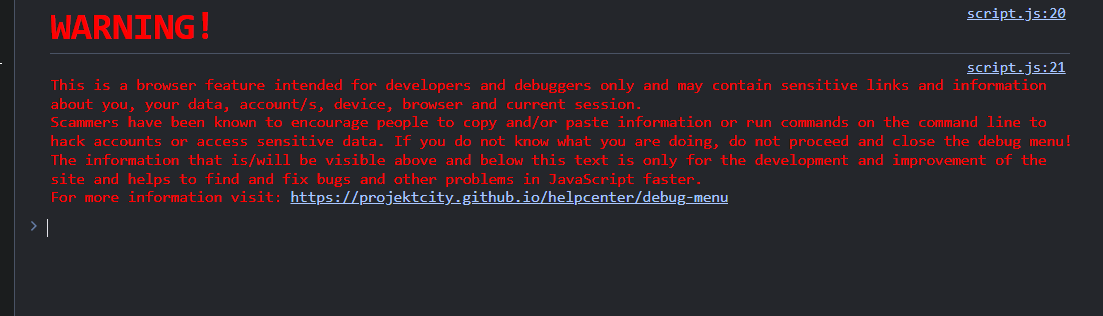 WARNING!
script.js:20
script.js:21
This is a browser feature intended for developers and debuggers only and may contain sensitive links and information
about you, your data, account/s, device, browser and current session.
Scammers have been known to encourage people to copy and/or paste information or run commands on the command line to
hack accounts or access sensitive data. If you do not know what you are doing, do not proceed and close the debug menu!
The information that is/will be visible above and below this text is only for the development and improvement of the
site and helps to find and fix bugs and other problems in JavaScript faster.
For more information visit: https://projektcity.github.io/helpcenter/debug-menu